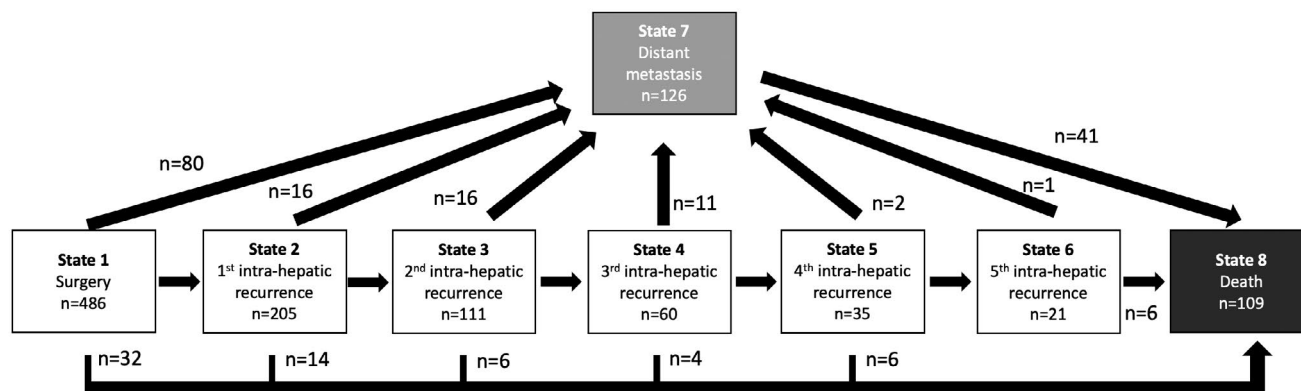 State 7
Distant
metastasis
n=126
n=80
n=16
n=16
n=11
n=2
n=1
n=41
State 1
Surgery
n=486
State 2
1st intra-hepatic
recurrence
n=205
State 3
2nd intra-hepatic
recurrence
n=111
State 4
3rd intra-hepatic
recurrence
n=60
State 5
4th intra-hepatic
recurrence
n=35
State 6
5th intra-hepatic
recurrence
n=21
n=6
State 8
Death
n=109
n=32
n=14
n=6
n=4
n=6